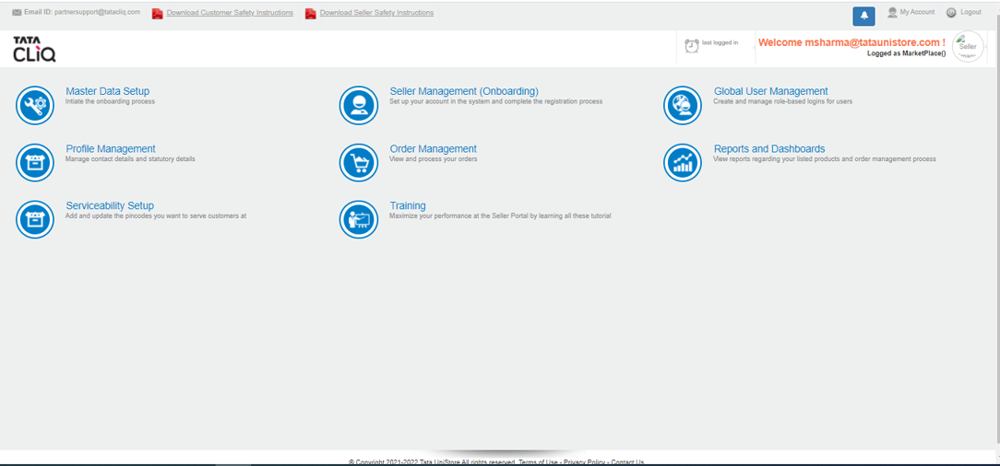 Email ID: partnersupport@tatacliq.com Download Customer Safety Instructions Download Seller Safety Instructions My Account Logout
TATA
CLiQ
last logged in
Welcome msharma@tataunistore.com !
Logged as MarketPlace()
Seller
Master Data Setup
Intiate the onboarding process
Seller Management (Onboarding)
Set up your account in the system and complete the registration process
Global User Management
Create and manage role-based logins for users
Profile Management
Manage contact details and statutory details
Order Management
View and process your orders
Reports and Dashboards
View reports regarding your listed products and order management process
Serviceability Setup
Add and update the pincodes you want to serve customers at
Training
Maximize your performance at the Seller Portal by learning all these tutorial
© Copyright 2021-2022 Tata UniStore All rights reserved. Terms of Use - Privacy Policy - Contact Us